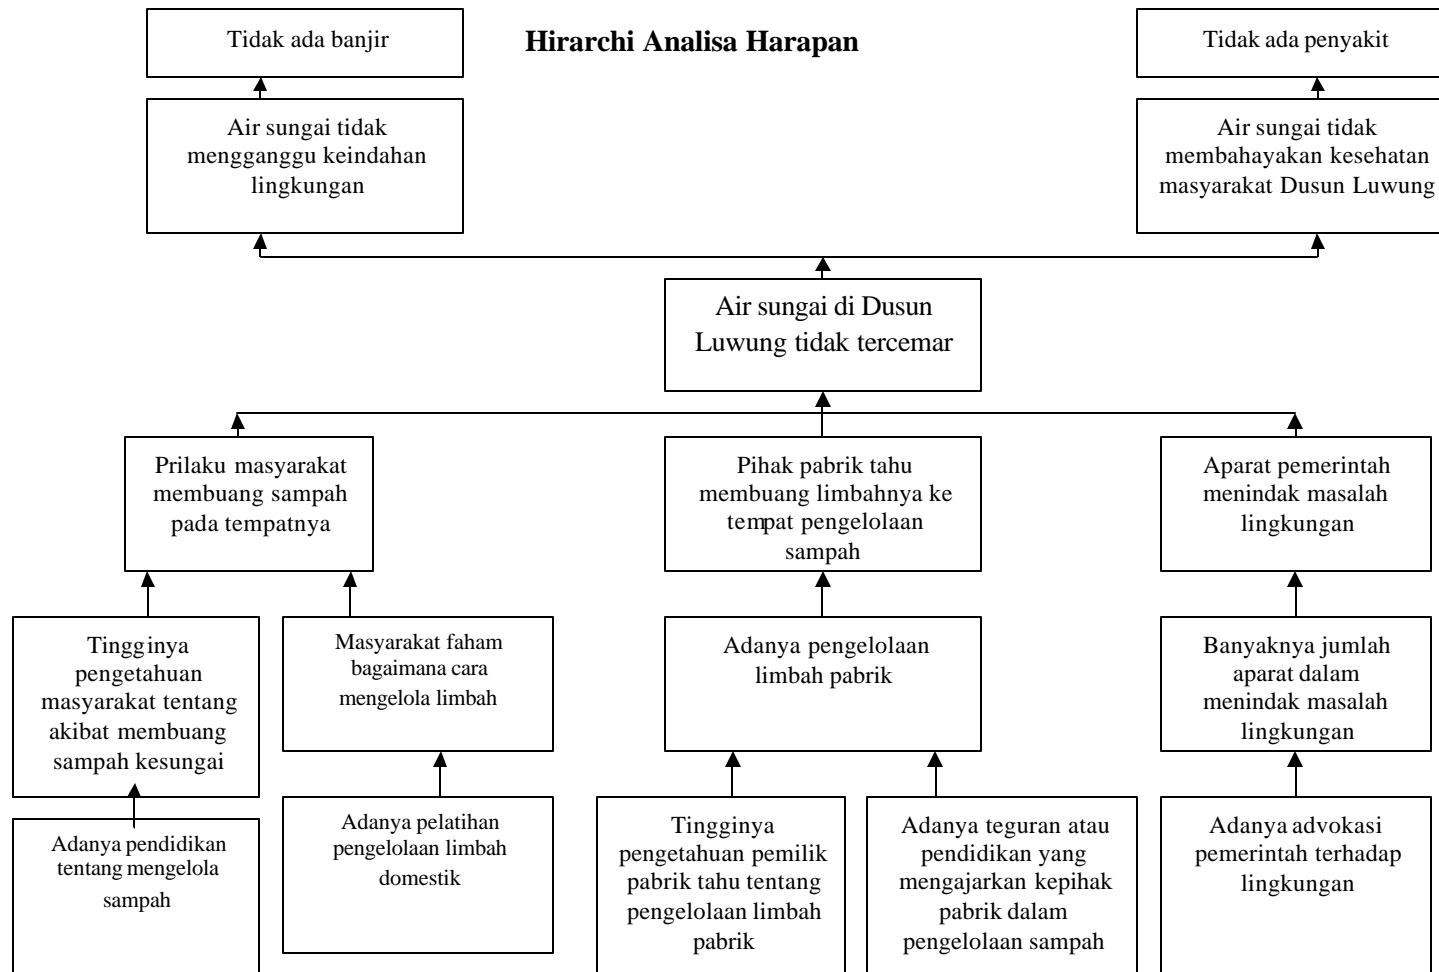 Tidak ada banjir
Hirarchi Analisa Harapan
Tidak ada penyakit
Air sungai tidak
mengganggu keindahan
lingkungan
Air sungai tidak
membahayakan kesehatan
masyarakat Dusun Luwung
Air sungai di Dusun
Luwung tidak tercemar
Prilaku masyarakat
membuang sampah
pada tempatnya
Pihak pabrik tahu
membuang limbahnya ke
tempat pengelolaan
sampah
Aparat pemerintah
menindak masalah
lingkungan
Tingginya
pengetahuan
masyarakat tentang
akibat membuang
sampah kesungai
Masyarakat faham
bagaimana cara
mengelola limbah
Adanya pengelolaan
limbah pabrik
Banyaknya jumlah
aparat dalam
menindak masalah
lingkungan
Adanya pendidikan
tentang mengelola
sampah
Adanya pelatihan
pengelolaan limbah
domestik
Tingginya
pengetahuan pemilik
pabrik tahu tentang
pengelolaan limbah
pabrik
Adanya teguran atau
pendidikan yang
mengajarkan kepihak
pabrik dalam
pengelolaan sampah
Adanya advokasi
pemerintah terhadap
lingkungan